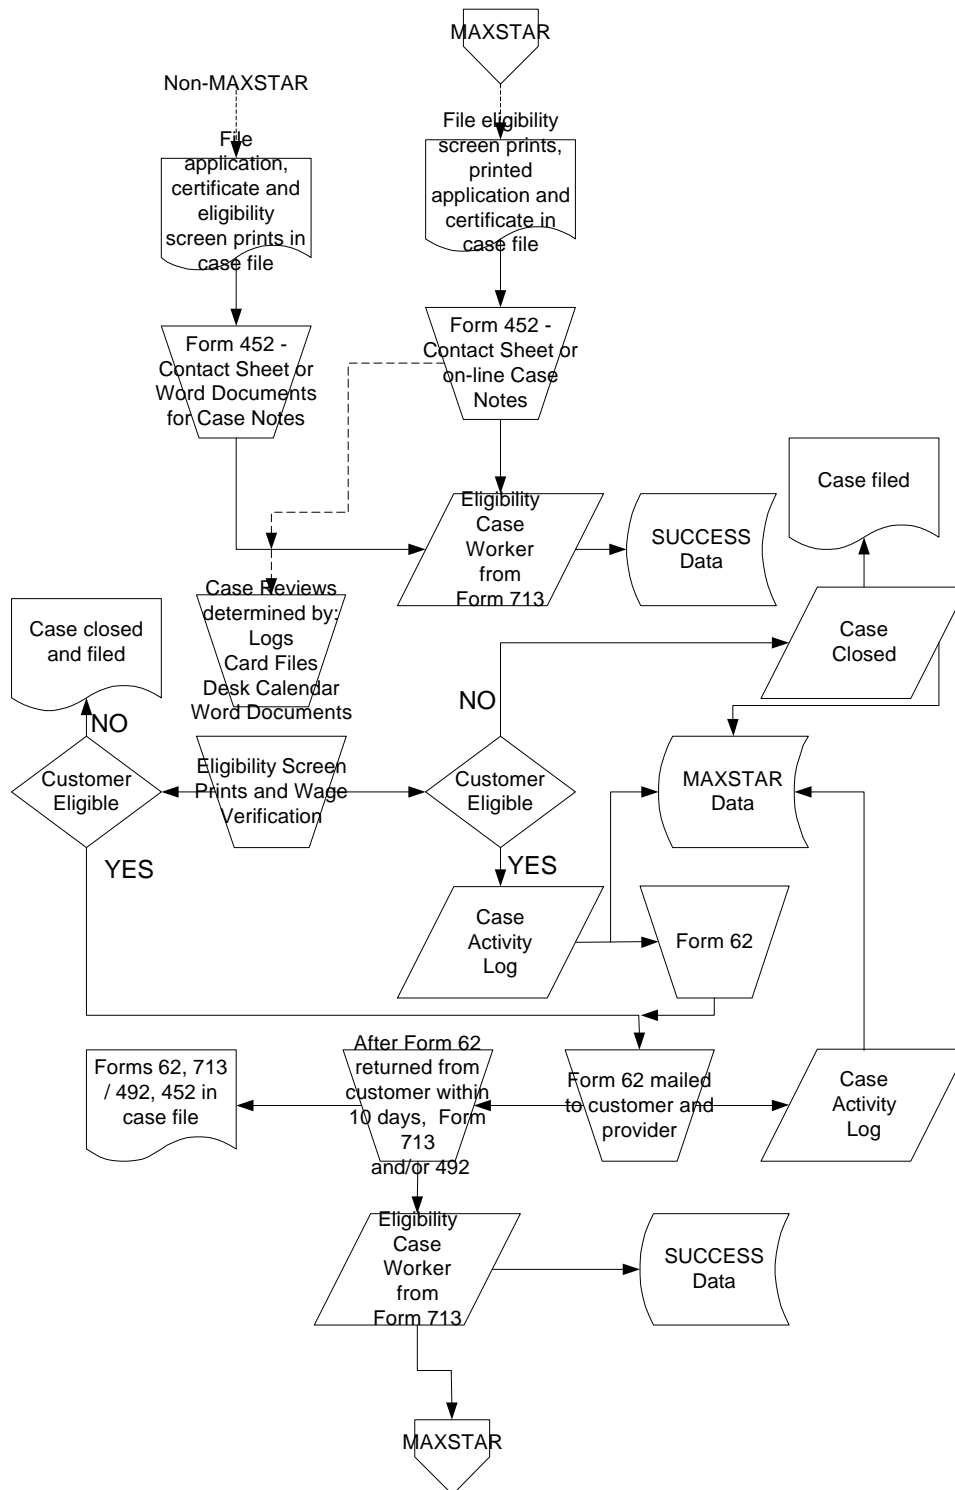 MAXSTAR
Non-MAXSTAR
File
application,
certificate and
eligibility
screen prints in
case file
File eligibility
screen prints,
printed
application and
certificate in
case file
Form 452 -
Contact Sheet or
Word Documents
for Case Notes
Form 452 -
Contact Sheet or
on-line Case
Notes
Case filed
Eligibility
Case
Worker
from
Form 713
SUCCESS
Data
Case Reviews
determined by:
Logs
Card Files
Desk Calendar
Word Documents
Case closed
and filed
Case
Closed
NO
NO
Customer
Eligible
Eligibility Screen
Prints and Wage
Verification
Customer
Eligible
MAXSTAR
Data
YES
YES
Case
Activity
Log
Form 62
Forms 62, 713
/ 492, 452 in
case file
After Form 62
returned from
customer within
10 days,  Form
713
and/or 492
Form 62 mailed
to customer and
provider
Case
Activity
Log
Eligibility
Case
Worker
from
Form 713
SUCCESS
Data
MAXSTAR